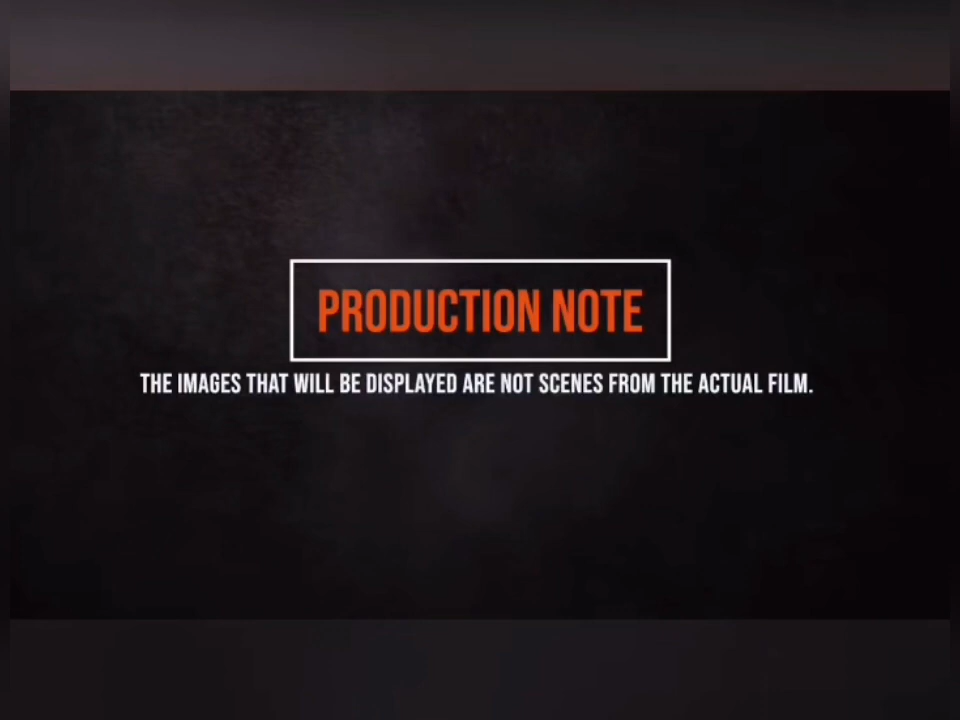 PRODUCTION NOTE
THE IMAGES THAT WILL BE DISPLAYED ARE NOT SCENES FROM THE ACTUAL FILM.